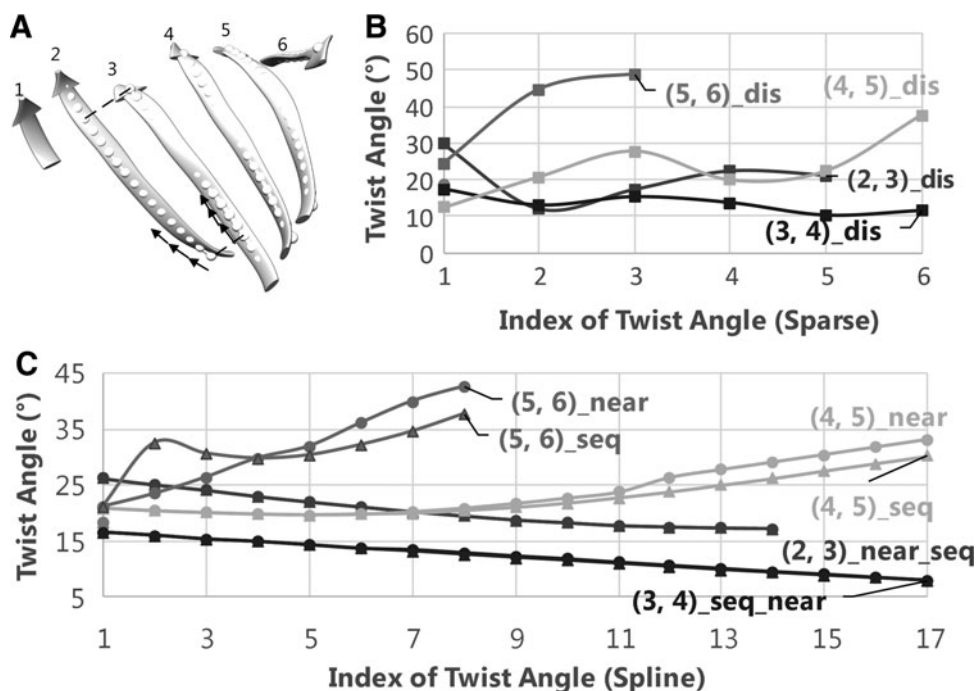 A
1
2
3
4
5
6
B
60
50
40
30
20
10
0
Twist Angle (°)
(5, 6)_dis
(4, 5)_dis
(2, 3)_dis
(3, 4)_dis
1 2 3 4 5 6
Index of Twist Angle (Sparse)
C
45
35
25
15
5
Twist Angle (°)
(5, 6)_near
(5, 6)_seq
(4, 5)_near
(4, 5)_seq
(2, 3)_near_seq
(3, 4)_seq_near
1 3 5 7 9 11 13 15 17
Index of Twist Angle (Spline)